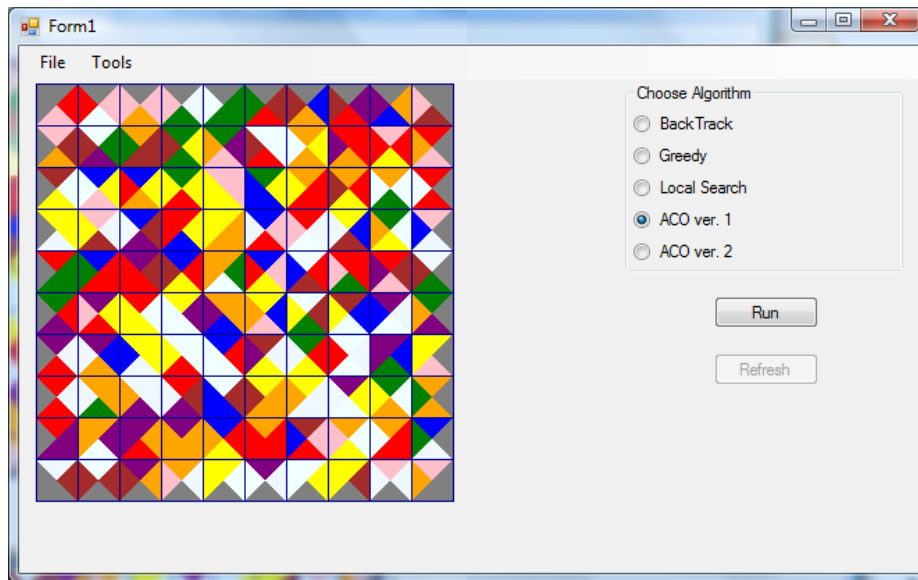 Form1
File Tools
Choose Algorithm
BackTrack
Greedy
Local Search
ACO ver. 1
ACO ver. 2
Run
Refresh